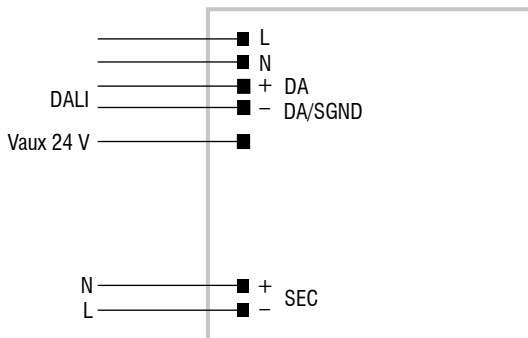 L
N
DALI + DA
− DA/SGND
Vaux 24 V
N +
SEC
L −